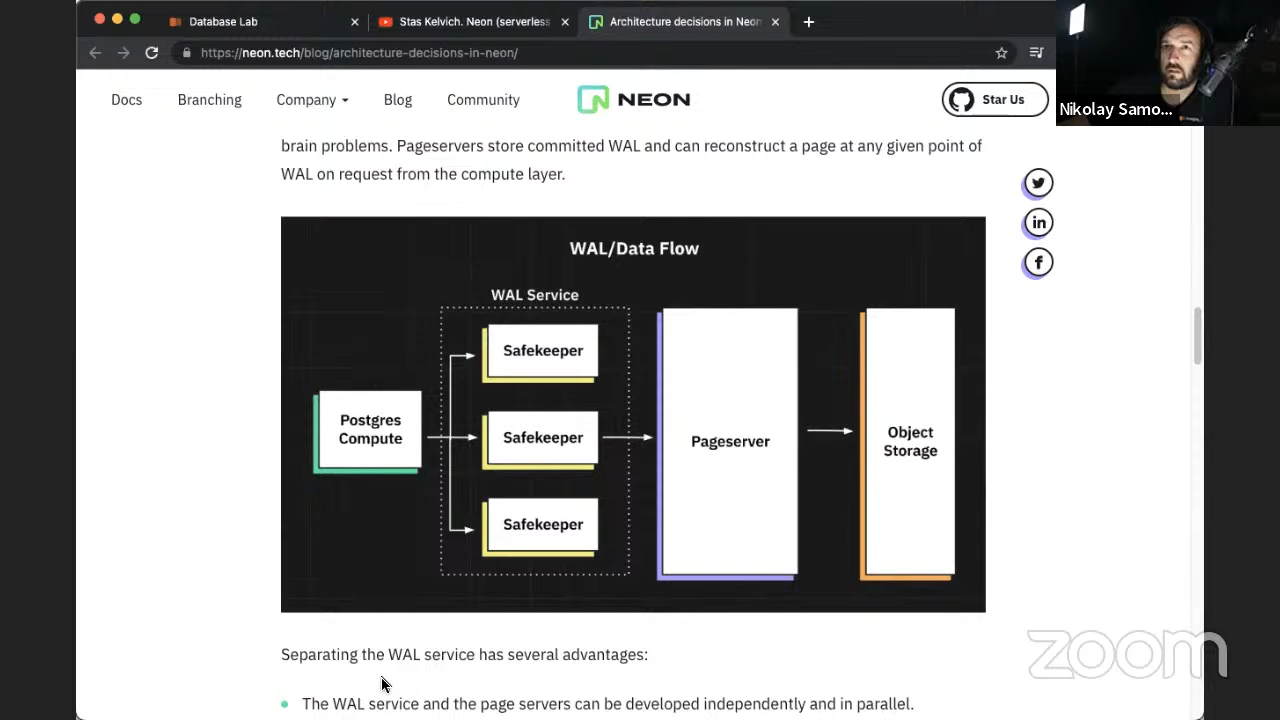 Database Lab
Stas Kelvich. Neon (serverless
Architecture decisions in Neon
https://neon.tech/blog/architecture-decisions-in-neon/
Docs
Branching
Company
Blog
Community
NEON
Star Us
Nikolay Samo...
brain problems. Pageservers store committed WAL and can reconstruct a page at any given point of
WAL on request from the compute layer.
WAL/Data Flow
WAL Service
Safekeeper
Postgres
Compute
Safekeeper
Safekeeper
Pageserver
Object
Storage
Separating the WAL service has several advantages:
The WAL service and the page servers can be developed independently and in parallel.
zoom